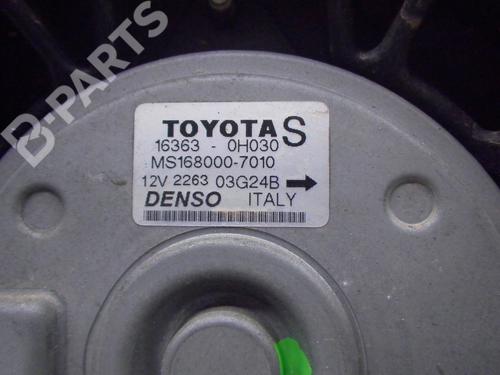 B-PARTS
TOYOTA S
16363 - 0H030
MS168000-7010
12V 2263 03G24B
DENSO ITALY